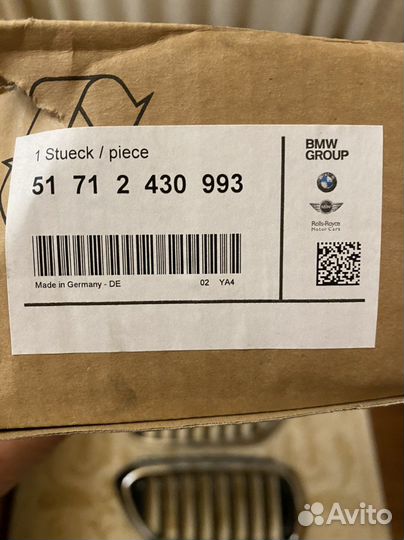 1 Stueck / piece
BMW
GROUP
51 71 2 430 993
Rolls-Royce
Motor Cars
Made in Germany - DE 02 YA4
Avito